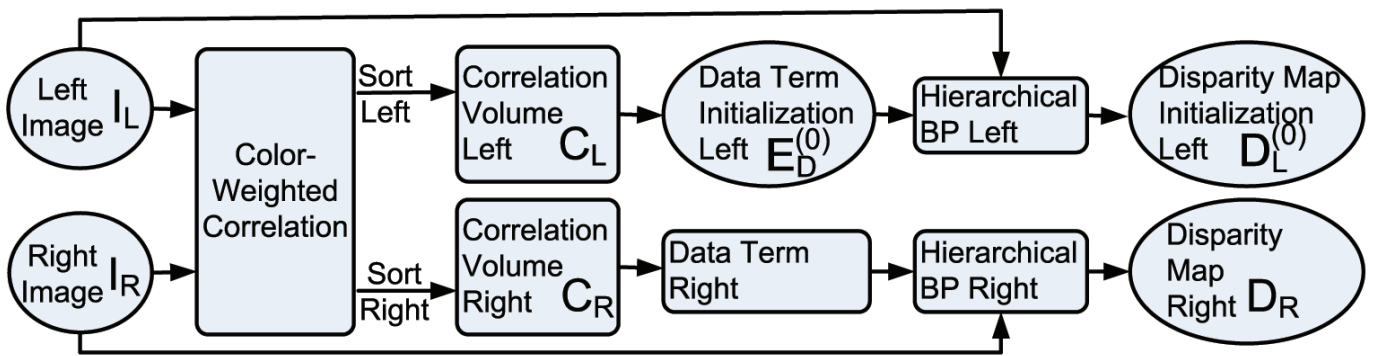 Left
Image I_L
Right
Image I_R
Color-
Weighted
Correlation
Sort
Left
Sort
Right
Correlation
Volume
Left C_L
Correlation
Volume
Right C_R
Data Term
Initialization
Left E_D^(0)
Data Term
Right
Hierarchical
BP Left
Hierarchical
BP Right
Disparity Map
Initialization
Left D_L^(0)
Disparity
Map
Right D_R